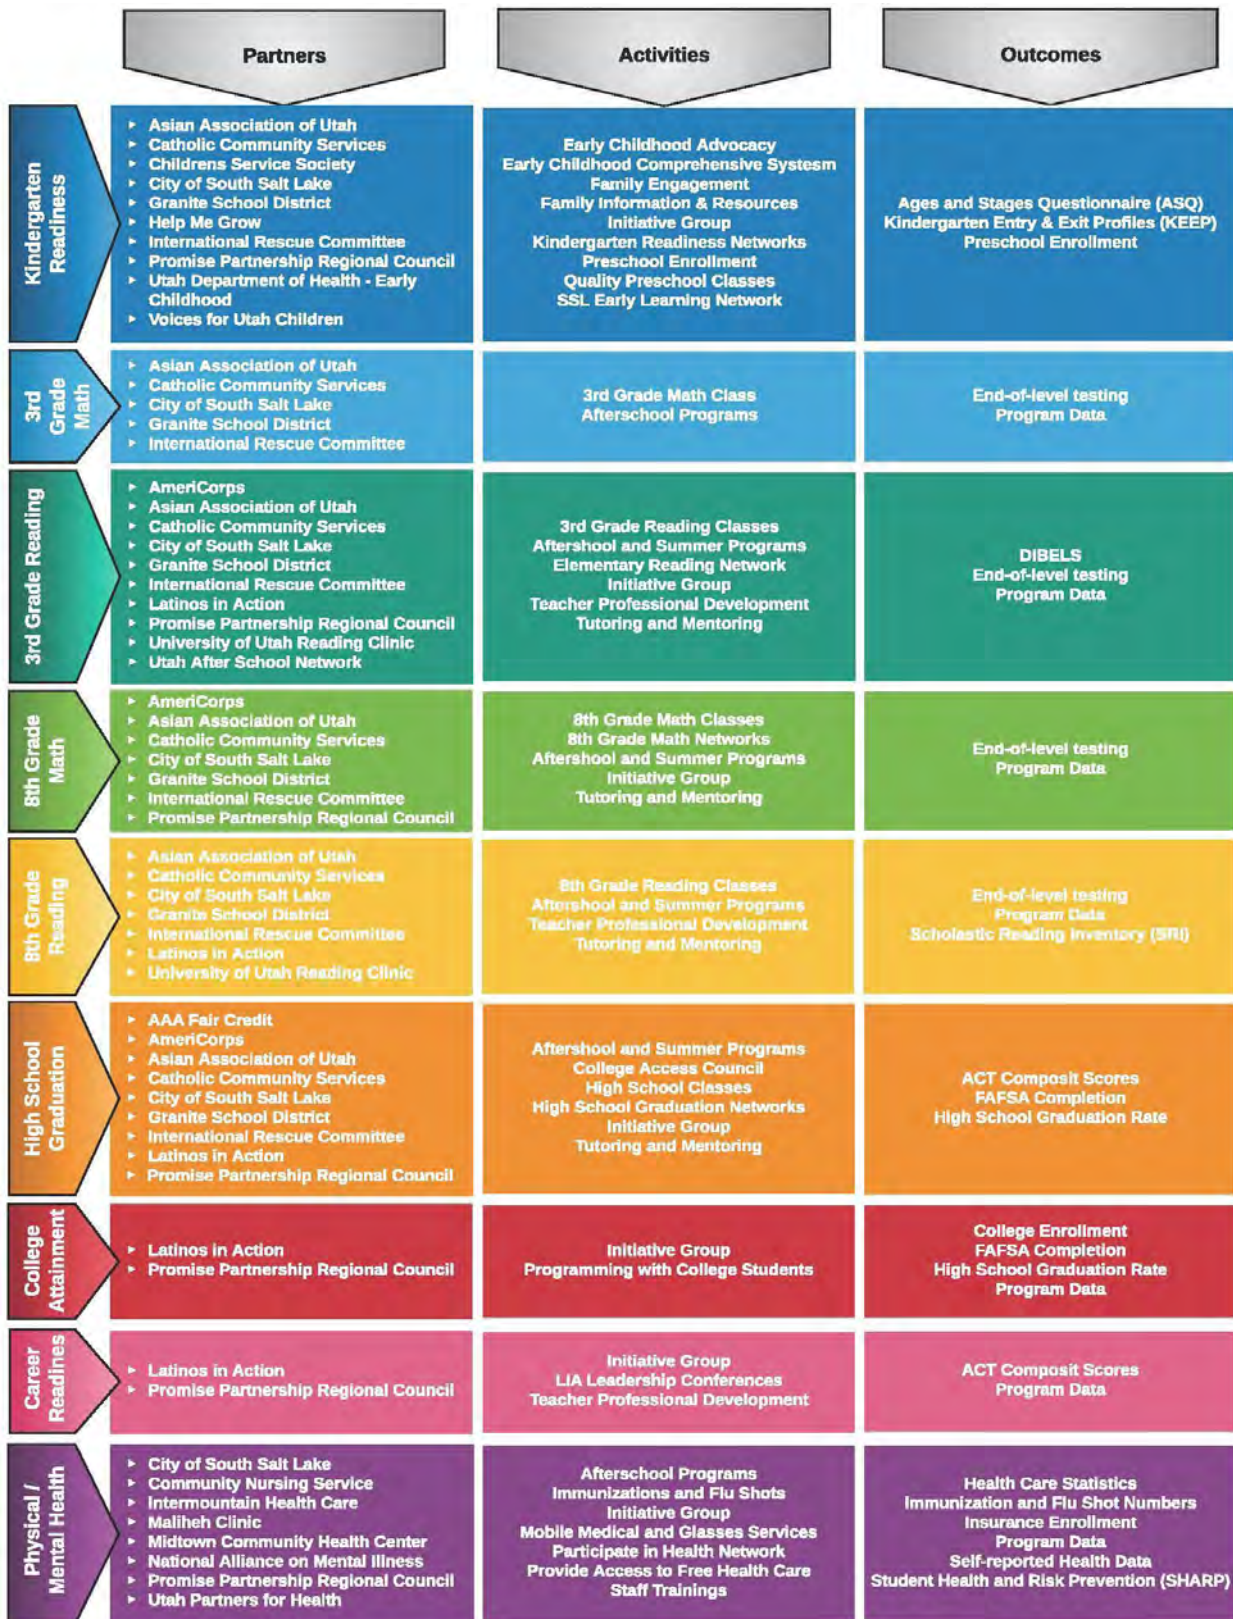 Partners
Activities
Outcomes
Kindergarten
Readiness
Asian Association of Utah
Catholic Community Services
Childrens Service Society
City of South Salt Lake
Granite School District
Help Me Grow
International Rescue Committee
Promise Partnership Regional Council
Utah Department of Health - Early
Childhood
Voices for Utah Children
Early Childhood Advocacy
Early Childhood Comprehensive Systesm
Family Engagement
Family Information & Resources
Initiative Group
Kindergarten Readiness Networks
Preschool Enrollment
Quality Preschool Classes
SSL Early Learning Network
Ages and Stages Questionnaire (ASQ)
Kindergarten Entry & Exit Profiles (KEEP)
Preschool Enrollment
3rd
Grade
Math
Asian Association of Utah
Catholic Community Services
City of South Salt Lake
Granite School District
International Rescue Committee
3rd Grade Math Class
Afterschool Programs
End-of-level testing
Program Data
3rd Grade Reading
AmeriCorps
Asian Association of Utah
Catholic Community Services
City of South Salt Lake
Granite School District
International Rescue Committee
Latinos in Action
Promise Partnership Regional Council
University of Utah Reading Clinic
Utah After School Network
3rd Grade Reading Classes
Aftershool and Summer Programs
Elementary Reading Network
Initiative Group
Teacher Professional Development
Tutoring and Mentoring
DIBELS
End-of-level testing
Program Data
8th Grade
Math
AmeriCorps
Asian Association of Utah
Catholic Community Services
City of South Salt Lake
Granite School District
International Rescue Committee
Promise Partnership Regional Council
8th Grade Math Classes
8th Grade Math Networks
Aftershool and Summer Programs
Initiative Group
Tutoring and Mentoring
End-of-level testing
Program Data
8th Grade
Reading
Asian Association of Utah
Catholic Community Services
City of South Salt Lake
Granite School District
International Rescue Committee
Latinos in Action
University of Utah Reading Clinic
8th Grade Reading Classes
Aftershool and Summer Programs
Teacher Professional Development
Tutoring and Mentoring
End-of-level testing
Program Data
Scholastic Reading Inventory (SRI)
High School
Graduation
AAA Fair Credit
AmeriCorps
Asian Association of Utah
Catholic Community Services
City of South Salt Lake
Granite School District
International Rescue Committee
Latinos in Action
Promise Partnership Regional Council
Aftershool and Summer Programs
College Access Council
High School Classes
High School Graduation Networks
Initiative Group
Tutoring and Mentoring
ACT Composit Scores
FAFSA Completion
High School Graduation Rate
College
Attainment
Latinos in Action
Promise Partnership Regional Council
Initiative Group
Programming with College Students
College Enrollment
FAFSA Completion
High School Graduation Rate
Program Data
Career
Readines
Latinos in Action
Promise Partnership Regional Council
Initiative Group
LIA Leadership Conferences
Teacher Professional Development
ACT Composit Scores
Program Data
Physical /
Mental Health
City of South Salt Lake
Community Nursing Service
Intermountain Health Care
Maliheh Clinic
Midtown Community Health Center
National Alliance on Mental Illness
Promise Partnership Regional Council
Utah Partners for Health
Afterschool Programs
Immunizations and Flu Shots
Initiative Group
Mobile Medical and Glasses Services
Participate in Health Network
Provide Access to Free Health Care
Staff Trainings
Health Care Statistics
Immunization and Flu Shot Numbers
Insurance Enrollment
Program Data
Self-reported Health Data
Student Health and Risk Prevention (SHARP)